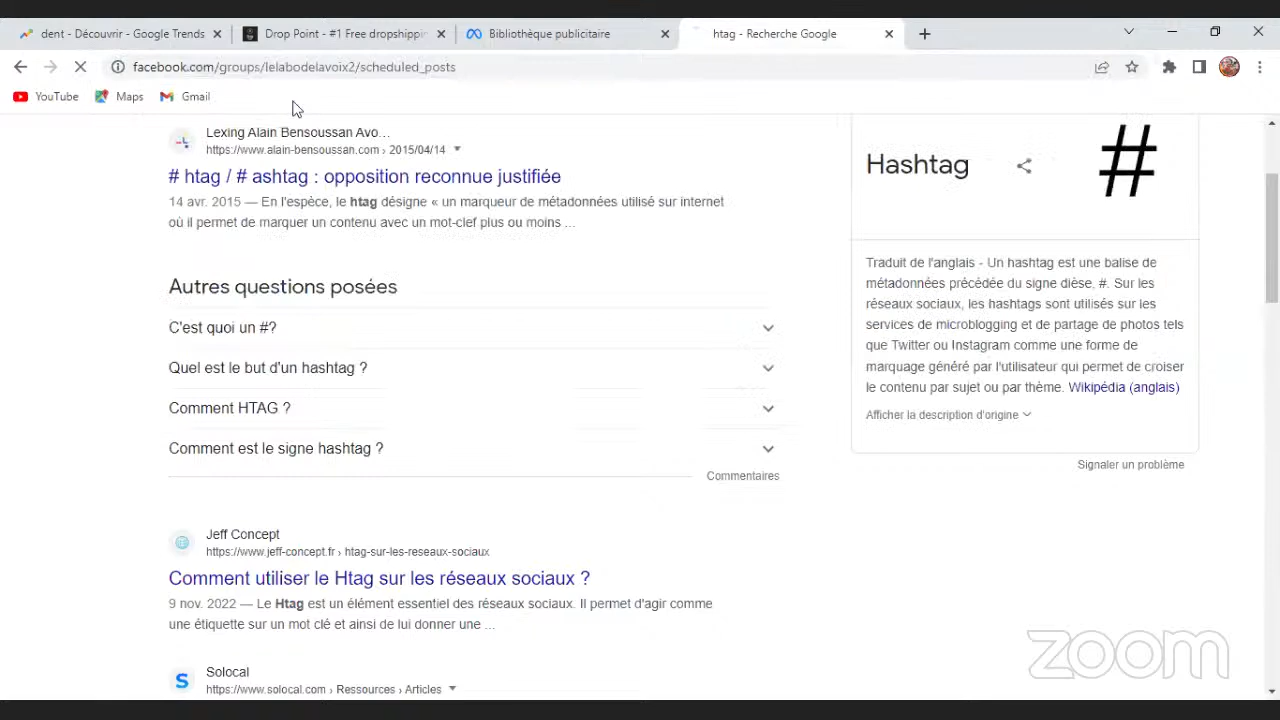 dent - Découvrir - Google Trends
Drop Point - #1 Free dropshippin
Bibliothèque publicitaire
htag - Recherche Google
facebook.com/groups/lelabodelavoix2/scheduled_posts
YouTube
Maps
Gmail
Lexing Alain Bensoussan Avo...
https://www.alain-bensoussan.com › 2015/04/14
# htag / # ashtag : opposition reconnue justifiée
14 avr. 2015 — En l'espèce, le htag désigne « un marqueur de métadonnées utilisé sur internet
où il permet de marquer un contenu avec un mot-clef plus ou moins ...
Autres questions posées
C'est quoi un #?
Quel est le but d'un hashtag ?
Comment HTAG ?
Comment est le signe hashtag ?
Commentaires
Jeff Concept
https://www.jeff-concept.fr › htag-sur-les-reseaux-sociaux
Comment utiliser le Htag sur les réseaux sociaux ?
9 nov. 2022 — Le Htag est un élément essentiel des réseaux sociaux. Il permet d'agir comme
une étiquette sur un mot clé et ainsi de lui donner une ...
S
Solocal
https://www.solocal.com › Ressources › Articles
Hashtag
#
Traduit de l'anglais - Un hashtag est une balise de
métadonnées précédée du signe dièse, #. Sur les
réseaux sociaux, les hashtags sont utilisés sur les
services de microblogging et de partage de photos tels
que Twitter ou Instagram comme une forme de
marquage généré par l'utilisateur qui permet de croiser
le contenu par sujet ou par thème. Wikipédia (anglais)
Afficher la description d'origine
Signaler un problème
zoom